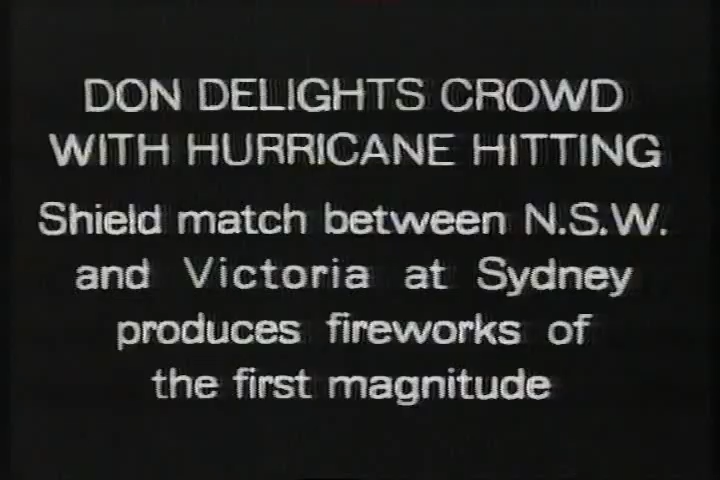 DON DELIGHTS CROWD
WITH HURRICANE HITTING
Shield match between N.S.W.
and Victoria at Sydney
produces fireworks of
the first magnitude